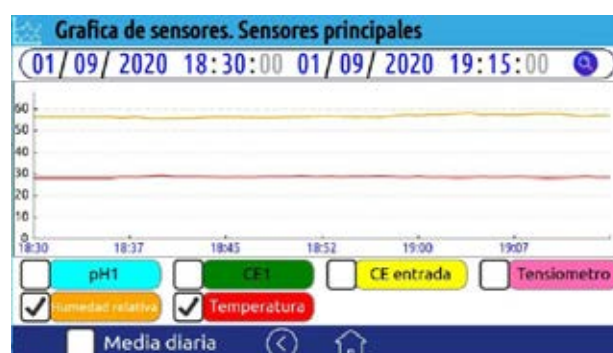 Grafica de sensores. Sensores principales
01/09/2020 18:30:00 01/09/2020 19:15:00
60
50
40
30
20
10
0
18:30 18:37 18:45 18:52 19:00 19:07
pH1 CE1 CE entrada Tensiometro
Humedad relativa Temperatura
Media diaria